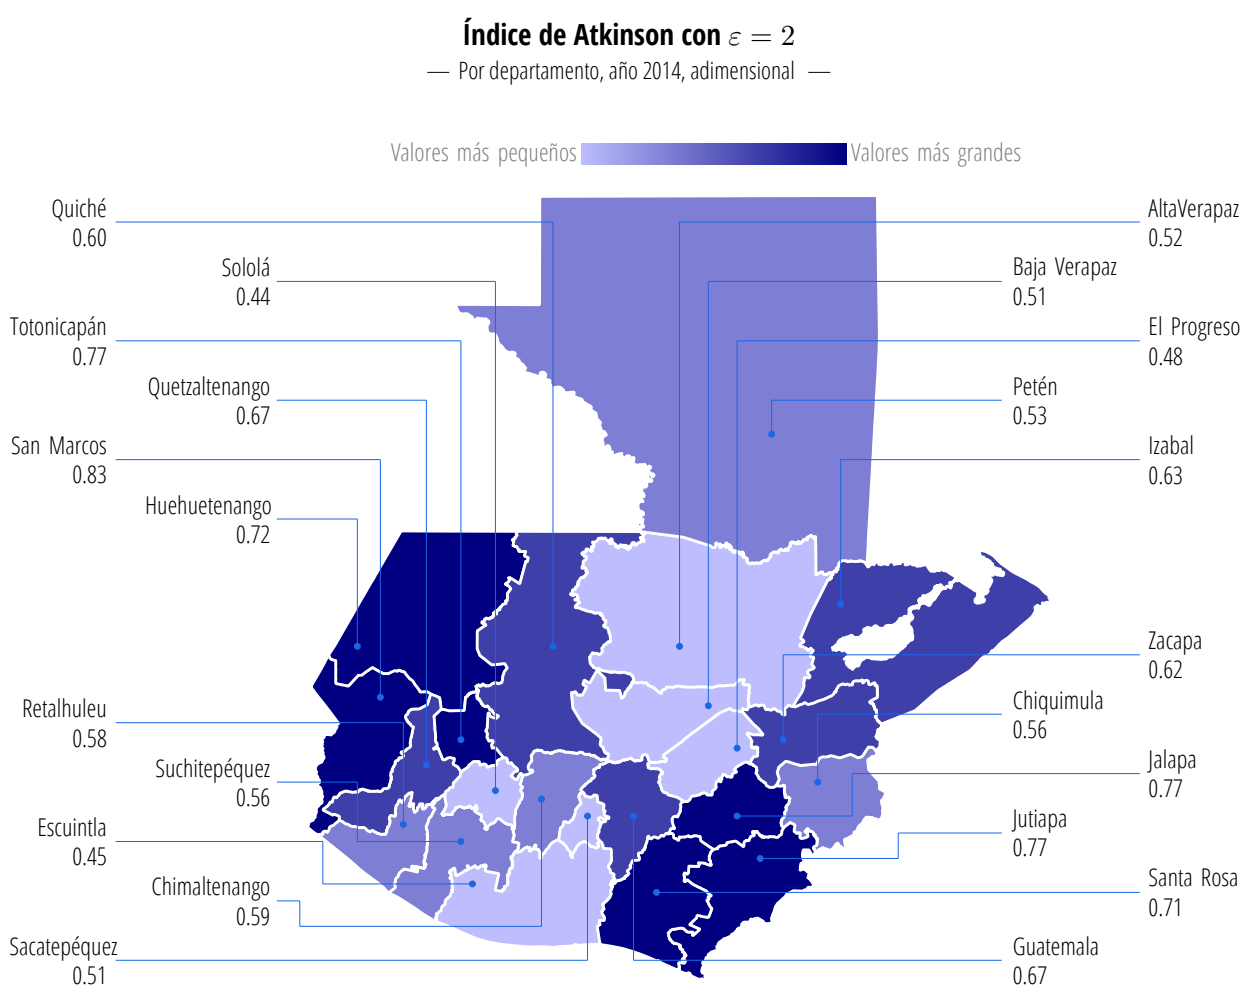 Índice de Atkinson con ε = 2
— Por departamento, año 2014, adimensional —
Valores más pequeños
Valores más grandes
Quiché
0.60
Sololá
0.44
Totonicapán
0.77
Quetzaltenango
0.67
San Marcos
0.83
Huehuetenango
0.72
Retalhuleu
0.58
Suchitepéquez
0.56
Escuintla
0.45
Chimaltenango
0.59
Sacatepéquez
0.51
AltaVerapaz
0.52
Baja Verapaz
0.51
El Progreso
0.48
Petén
0.53
Izabal
0.63
Zacapa
0.62
Chiquimula
0.56
Jalapa
0.77
Jutiapa
0.77
Santa Rosa
0.71
Guatemala
0.67